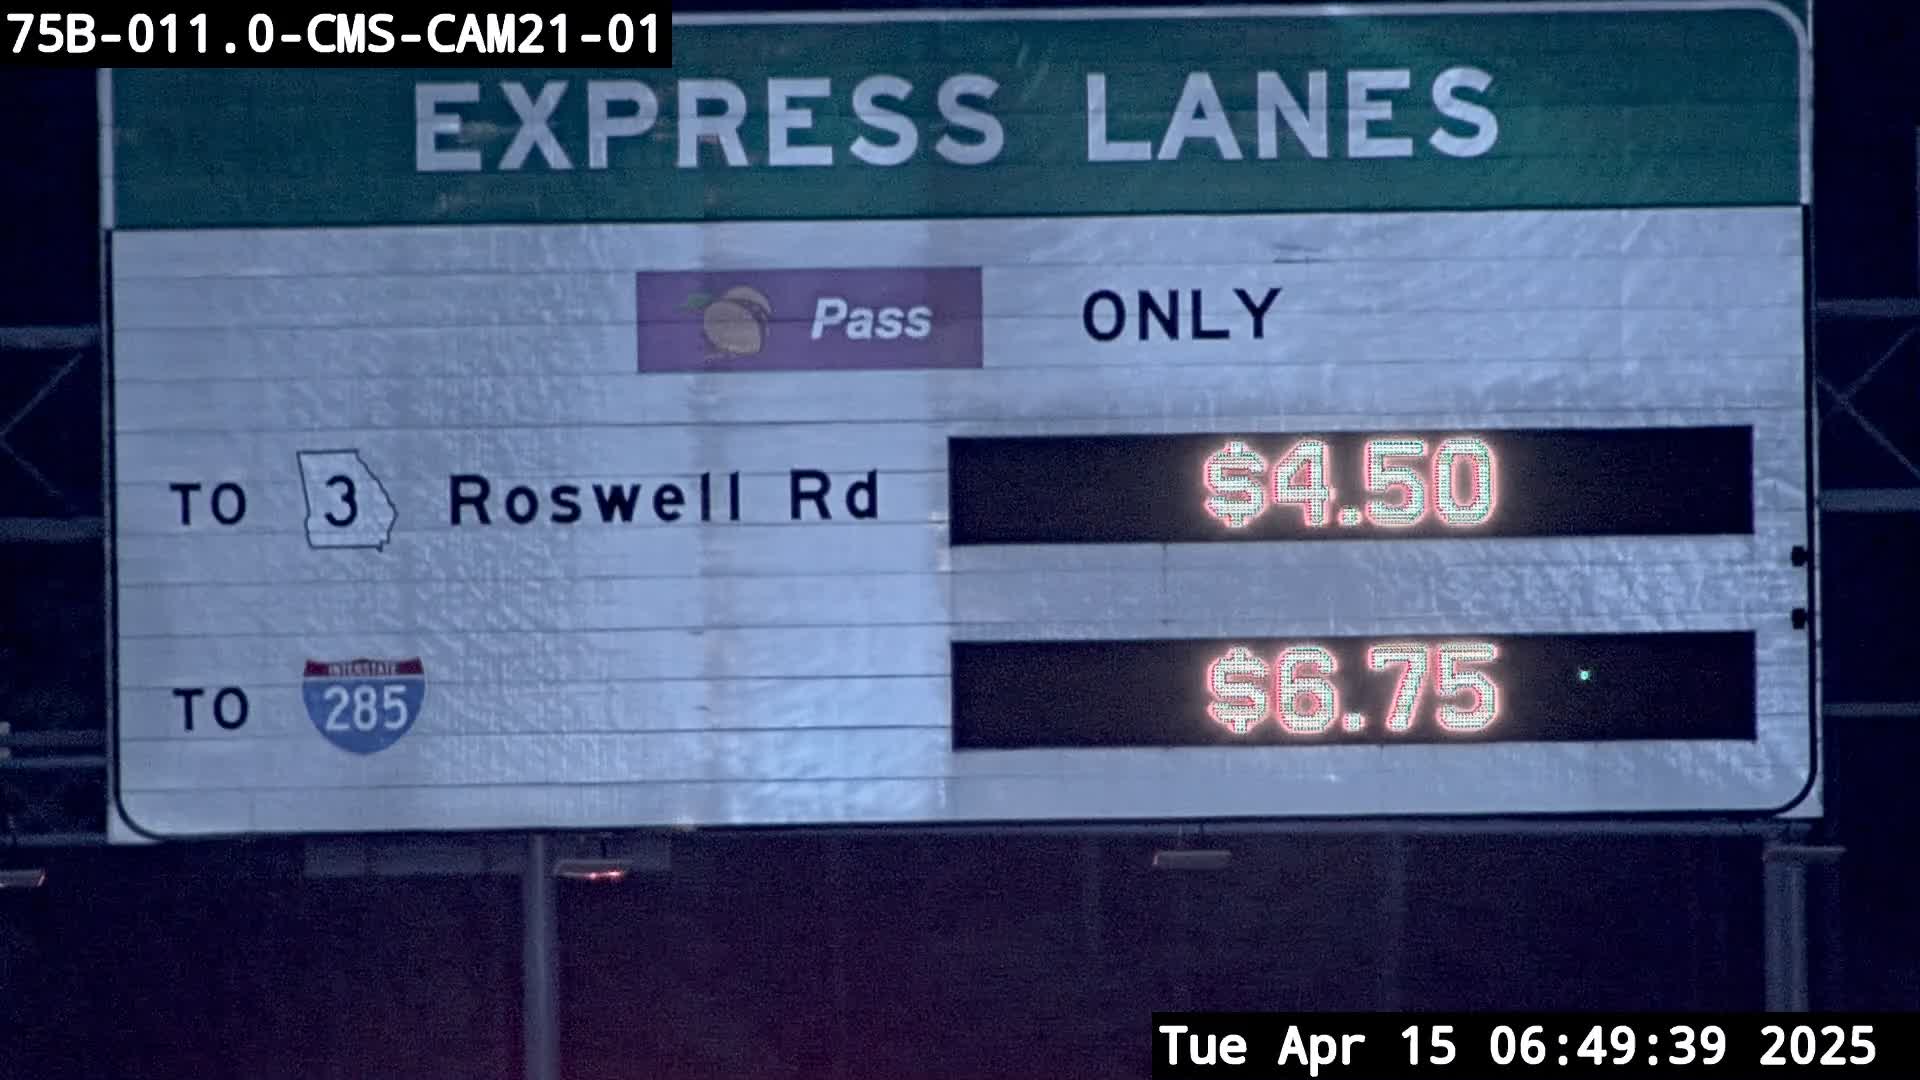 75B-011.0-CMS-CAM21-01
EXPRESS LANES
Pass ONLY
TO 3 Roswell Rd $4.50
INTERSTATE
TO 285 $6.75
Tue Apr 15 06:49:39 2025